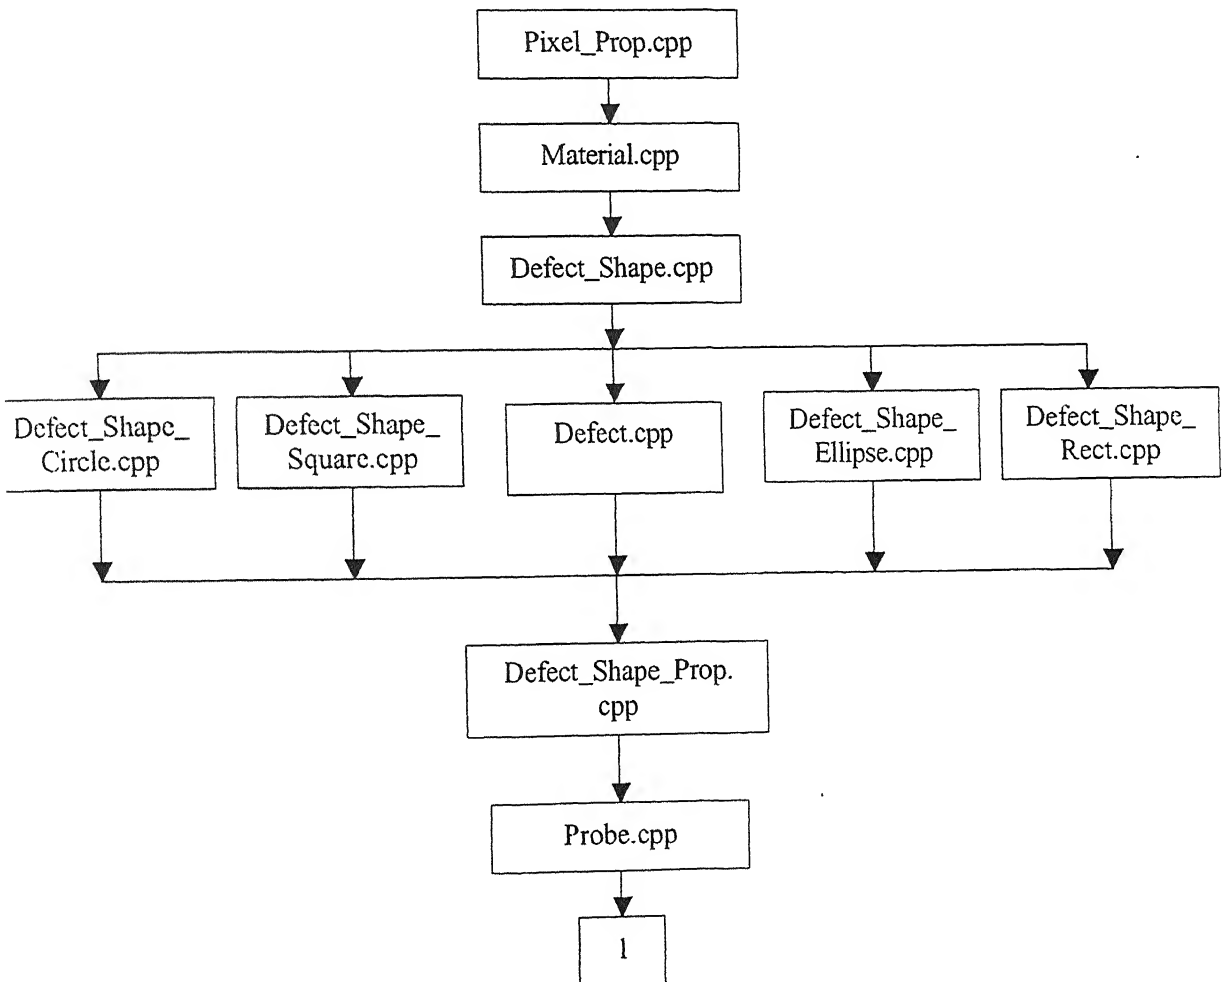 Pixel_Prop.cpp
Material.cpp
Defect_Shape.cpp
Defect_Shape_
Circle.cpp
Defect_Shape_
Square.cpp
Defect.cpp
Defect_Shape_
Ellipse.cpp
Defect_Shape_
Rect.cpp
Defect_Shape_Prop.
cpp
Probe.cpp
1